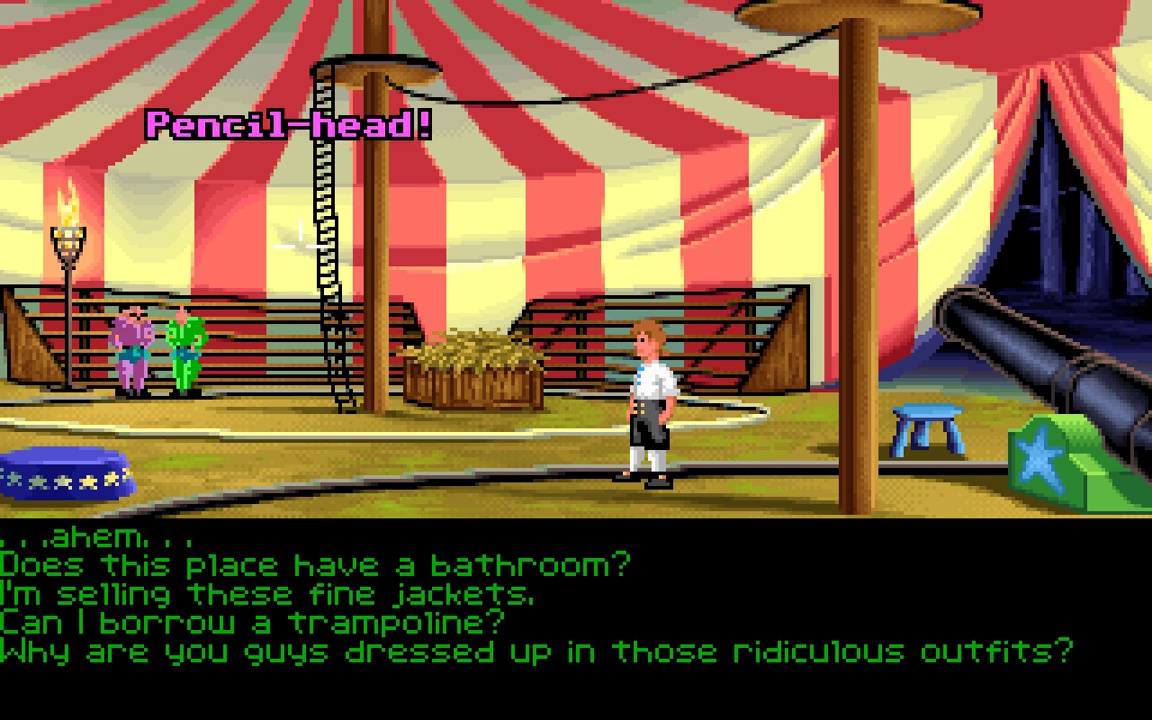 Pencil-head!
. . .ahem. . .
Does this place have a bathroom?
I'm selling these fine jackets.
Can I borrow a trampoline?
Why are you guys dressed up in those ridiculous outfits?